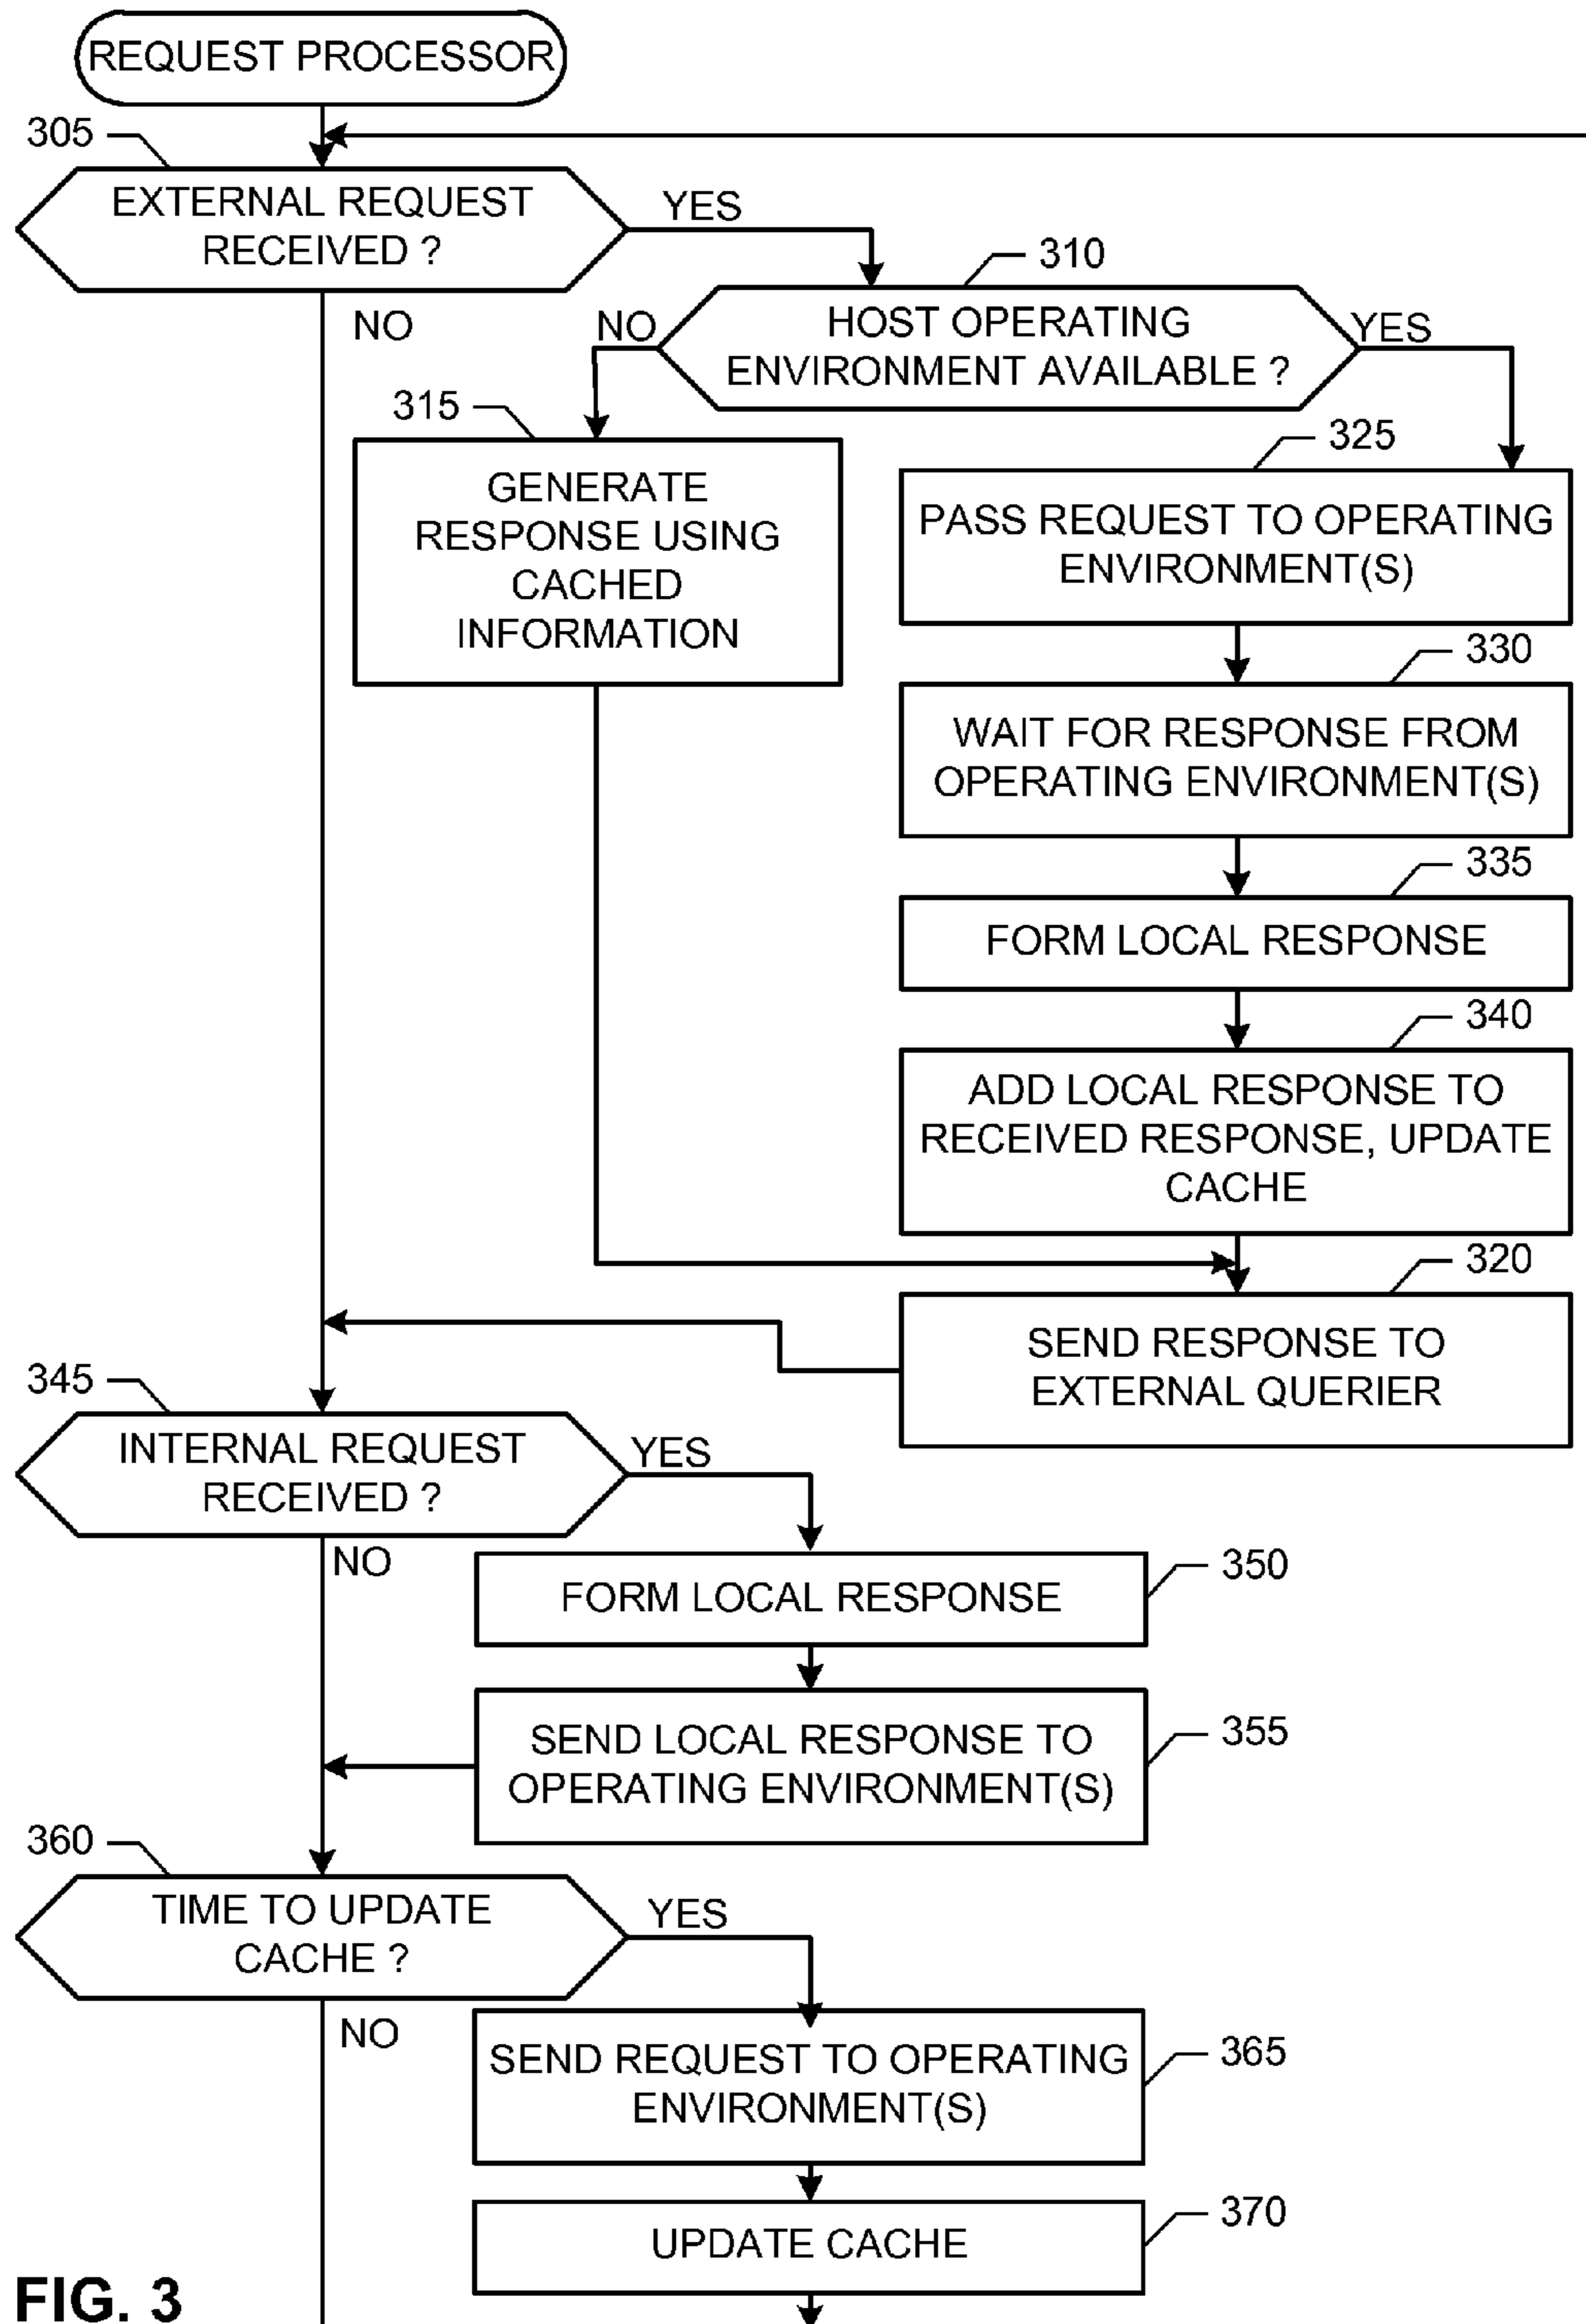 REQUEST PROCESSOR
305
EXTERNAL REQUEST
RECEIVED ?
YES
NO
310
HOST OPERATING
ENVIRONMENT AVAILABLE ?
NO
YES
315
GENERATE
RESPONSE USING
CACHED
INFORMATION
325
PASS REQUEST TO OPERATING
ENVIRONMENT(S)
330
WAIT FOR RESPONSE FROM
OPERATING ENVIRONMENT(S)
335
FORM LOCAL RESPONSE
340
ADD LOCAL RESPONSE TO
RECEIVED RESPONSE, UPDATE
CACHE
320
SEND RESPONSE TO
EXTERNAL QUERIER
345
INTERNAL REQUEST
RECEIVED ?
YES
NO
350
FORM LOCAL RESPONSE
355
SEND LOCAL RESPONSE TO
OPERATING ENVIRONMENT(S)
360
TIME TO UPDATE
CACHE ?
YES
NO
365
SEND REQUEST TO OPERATING
ENVIRONMENT(S)
370
UPDATE CACHE
FIG. 3